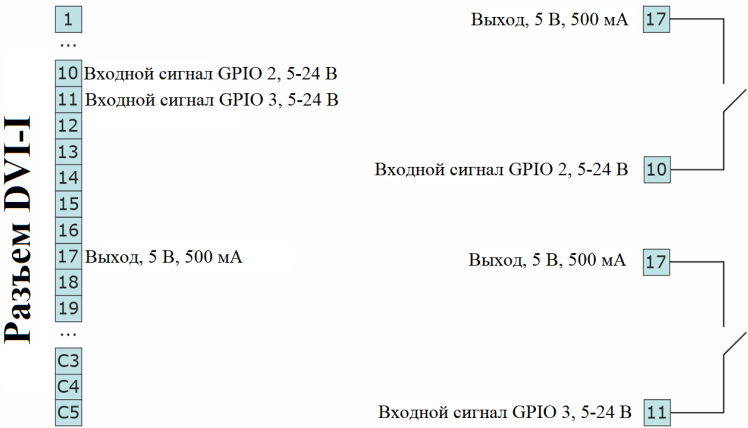 Разъем DVI-I
1
...
10 Входной сигнал GPIO 2, 5-24 В
11 Входной сигнал GPIO 3, 5-24 В
12
13
14
15
16
17 Выход, 5 В, 500 мА
18
19
...
C3
C4
C5
Выход, 5 В, 500 мА 17
Входной сигнал GPIO 2, 5-24 В 10
Выход, 5 В, 500 мА 17
Входной сигнал GPIO 3, 5-24 В 11